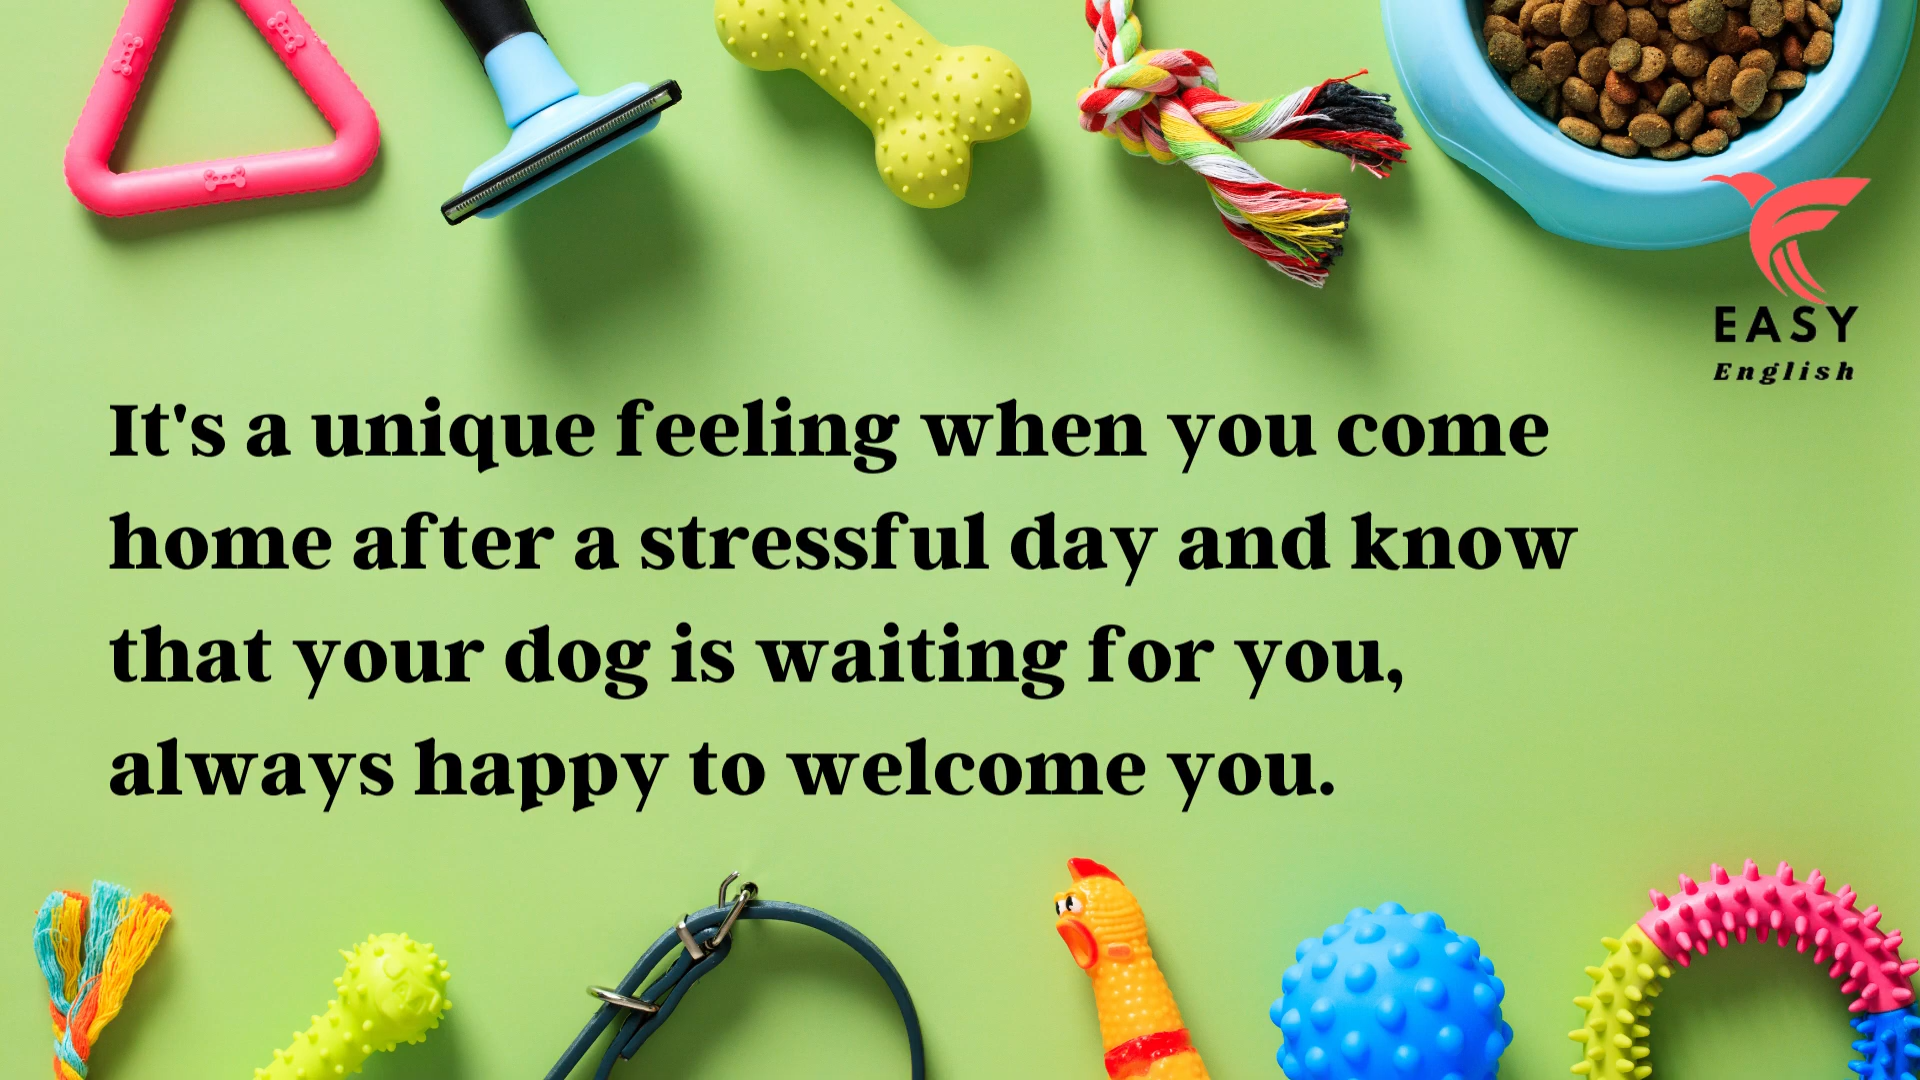 EASY
English
It's a unique feeling when you come
home after a stressful day and know
that your dog is waiting for you,
always happy to welcome you.